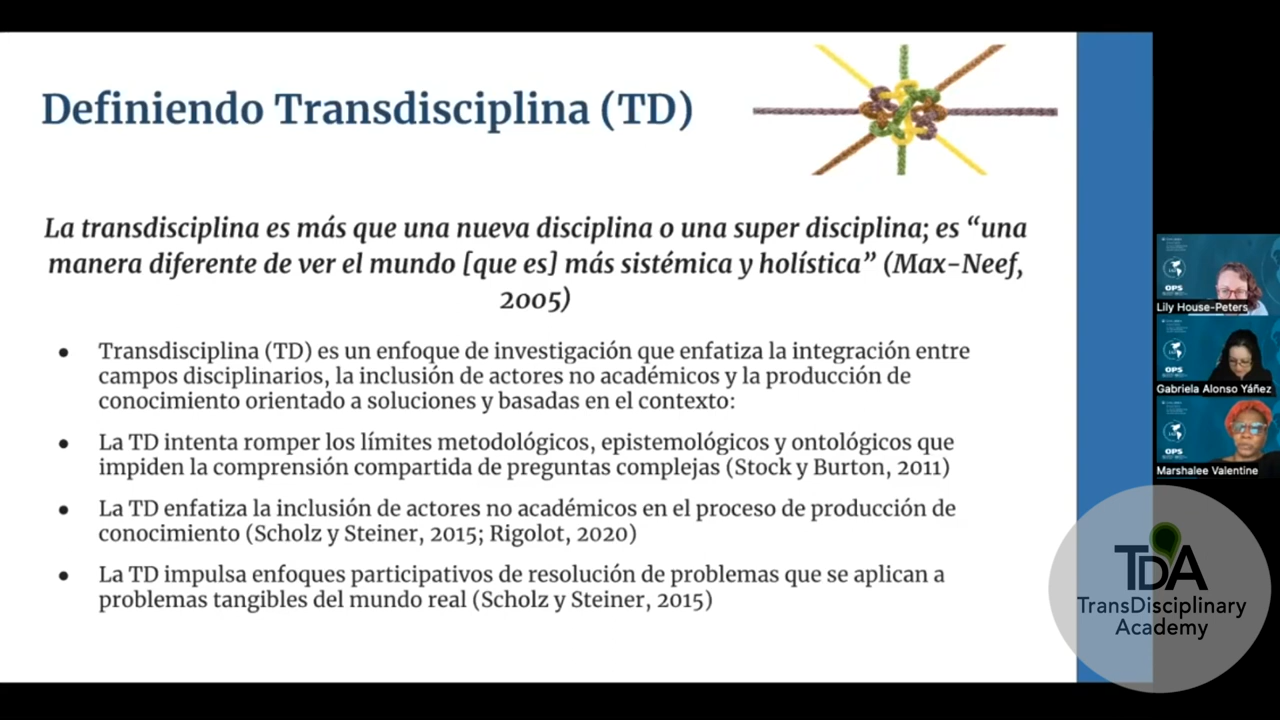 Definiendo Transdisciplina (TD)
La transdisciplina es más que una nueva disciplina o una super disciplina; es “una
manera diferente de ver el mundo [que es] más sistémica y holística” (Max-Neef,
2005)
● Transdisciplina (TD) es un enfoque de investigación que enfatiza la integración entre
campos disciplinarios, la inclusión de actores no académicos y la producción de
conocimiento orientado a soluciones y basadas en el contexto:
● La TD intenta romper los límites metodológicos, epistemológicos y ontológicos que
impiden la comprensión compartida de preguntas complejas (Stock y Burton, 2011)
● La TD enfatiza la inclusión de actores no académicos en el proceso de producción de
conocimiento (Scholz y Steiner, 2015; Rigolot, 2020)
● La TD impulsa enfoques participativos de resolución de problemas que se aplican a
problemas tangibles del mundo real (Scholz y Steiner, 2015)
OPS
Lily House-Peters
OPS
Gabriela Alonso Yáñez
OPS
Marshalee Valentine
TDA
TransDisciplinary
Academy